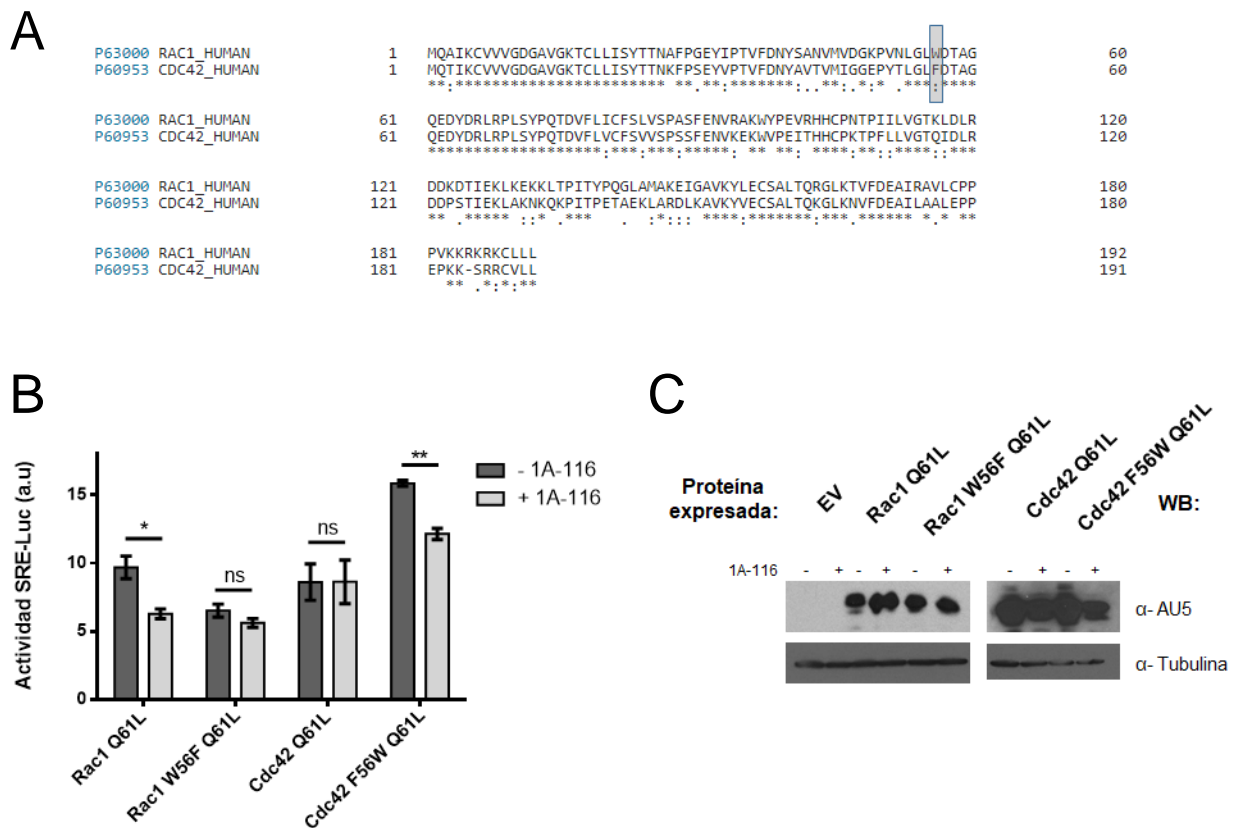 A
P63000 RAC1_HUMAN 1 MQAIKCVVVGDGAVGKTCLLISYTTNAFPGEYIPTVFDNYSANVMVDGKPVNLGLWDTAG 60
P60953 CDC42_HUMAN 1 MQTIKCVVVGDGAVGKTCLLISYTTNKFPSEYVPTVFDNYAVTVMIGGEPYTLGLFDTAG 60
**:*********************** **.**:*******:..**:.*:* .***:****
P63000 RAC1_HUMAN 61 QEDYDRLRPLSYPQTDVFLICFSLVSPASFENVRAKWYPEVRHHCPNTPIILVGTKLDLR 120
P60953 CDC42_HUMAN 61 QEDYDRLRPLSYPQTDVFLVCFSVVSPSSFENVKEKWVPEITHHCPKTPFLLVGTQIDLR 120
*******************:***:***:*****: ** **: ****:**::****::***
P63000 RAC1_HUMAN 121 DDKDTIEKLKEKKLTPITYPQGLAMAKEIGAVKYLECSALTQRGLKTVFDEAIRAVLCPP 180
P60953 CDC42_HUMAN 121 DDPSTIEKLAKNKQKPITPETAEKLARDLKAVKYVECSALTQKGLKNVFDEAILAALEPP 180
** .***** ::* .*** . :*::: ****:*******:***.****** *.* **
P63000 RAC1_HUMAN 181 PVKKRKRKCLLL 192
P60953 CDC42_HUMAN 181 EPKK-SRRCVLL 191
** .*:*:**
B
Actividad SRE-Luc (a.u)
15
10
5
0
*
ns
ns
**
- 1A-116
+ 1A-116
Rac1 Q61L
Rac1 W56F Q61L
Cdc42 Q61L
Cdc42 F56W Q61L
C
Proteína
expresada:
EV
Rac1 Q61L
Rac1 W56F Q61L
Cdc42 Q61L
Cdc42 F56W Q61L
WB:
1A-116 - + - + - + - + - +
α- AU5
α- Tubulina